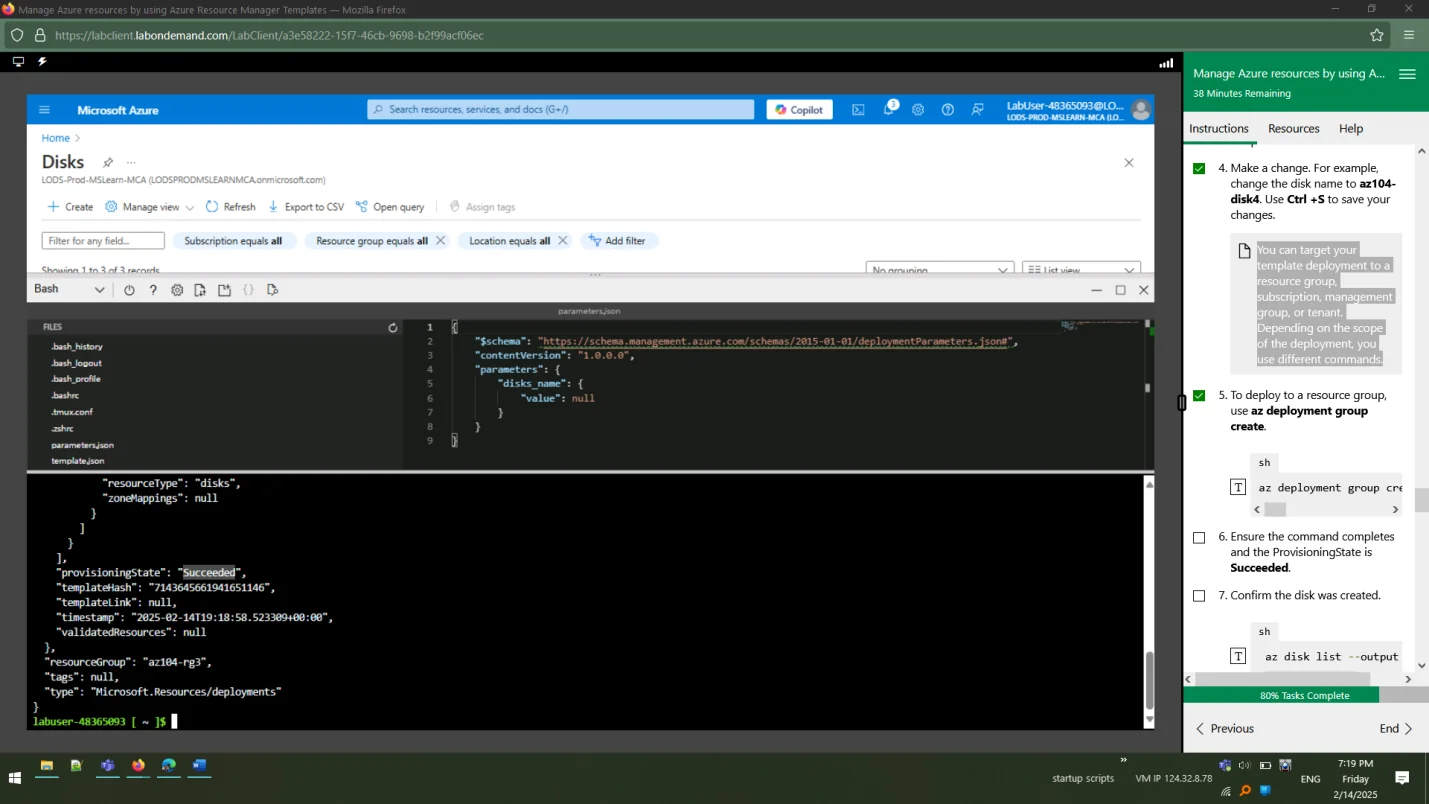 Manage Azure resources by using Azure Resource Manager Templates — Mozilla Firefox
https://labclient.labondemand.com/LabClient/a3e58222-15f7-46cb-9698-b2f99acf06ec
Microsoft Azure
Search resources, services, and docs (G+/)
Copilot
3
LabUser-48365093@LO...
LODS-PROD-MSLEARN-MCA (LO...
Home >
Disks
...
LODS-Prod-MSLearn-MCA (LODSPRODMSLEARNMCA.onmicrosoft.com)
+ Create
Manage view
Refresh
Export to CSV
Open query
Assign tags
Filter for any field...
Subscription equals all
Resource group equals all
Location equals all
Add filter
Showing 1 to 3 of 3 records.
No grouping
List view
Bash
parameters.json
FILES
.bash_history
.bash_logout
.bash_profile
.bashrc
.tmux.conf
.zshrc
parameters.json
template.json
1 {
2 "$schema": "https://schema.management.azure.com/schemas/2015-01-01/deploymentParameters.json#",
3 "contentVersion": "1.0.0.0",
4 "parameters": {
5 "disks_name": {
6 "value": null
7 }
8 }
9 }
"resourceType": "disks",
"zoneMappings": null
}
]
}
],
"provisioningState": "Succeeded",
"templateHash": "7143645661941651146",
"templateLink": null,
"timestamp": "2025-02-14T19:18:58.523309+00:00",
"validatedResources": null
},
"resourceGroup": "az104-rg3",
"tags": null,
"type": "Microsoft.Resources/deployments"
}
labuser-48365093 [ ~ ]$
Manage Azure resources by using A...
38 Minutes Remaining
Instructions
Resources
Help
4. Make a change. For example,
change the disk name to az104-
disk4. Use Ctrl +S to save your
changes.
You can target your
template deployment to a
resource group,
subscription, management
group, or tenant.
Depending on the scope
of the deployment, you
use different commands.
5. To deploy to a resource group,
use az deployment group
create.
sh
T
az deployment group cre
6. Ensure the command completes
and the ProvisioningState is
Succeeded.
7. Confirm the disk was created.
sh
T
az disk list --output
80% Tasks Complete
< Previous
End >
startup scripts
VM IP 124.32.8.78
ENG
7:19 PM
Friday
2/14/2025